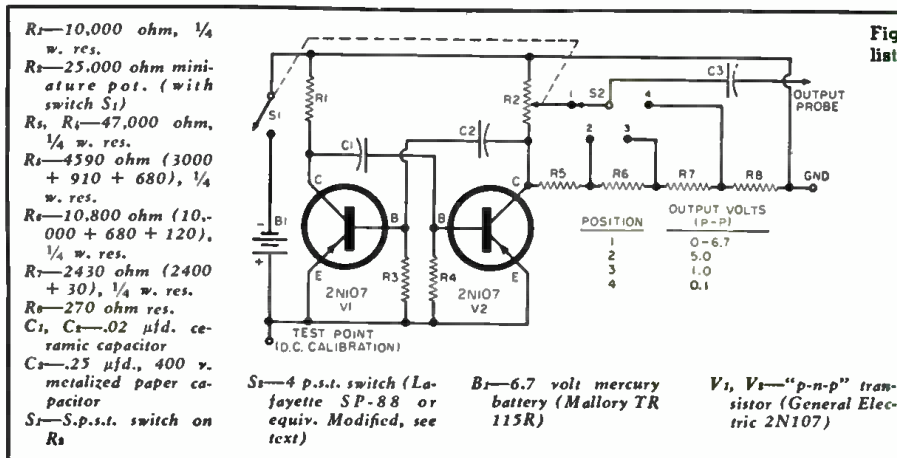 R1—10,000 ohm, ¼
w. res.
R2—25,000 ohm mini-
ature pot. (with
switch S1)
R3, R4—47,000 ohm,
¼ w. res.
R5—4590 ohm (3000
+ 910 + 680), ¼
w. res.
R6—10,800 ohm (10,-
000 + 680 + 120),
¼ w. res.
R7—2430 ohm (2400
+ 30), ¼ w. res.
R8—270 ohm res.
C1, C2—.02 µfd. ce-
ramic capacitor
C3—.25 µfd., 400 v.
metalized paper ca-
pacitor
S1—S.p.s.t. switch on
R2
S2—4 p.s.t. switch (La-
fayette SP-88 or
equiv. Modified, see
text)
B1—6.7 volt mercury
battery (Mallory TR
115R)
V1, V2—"p-n-p" tran-
sistor (General Elec-
tric 2N107)
Fig
list
S1
R1
C1
C2
R2
1
S2
4
C3
OUTPUT
PROBE
2
3
C
C
R5
R6
R7
R8
GND
B1
-
+
B
B
E
E
R3
R4
2N107
V1
2N107
V2
TEST POINT
(D.C. CALIBRATION)
POSITION
OUTPUT VOLTS
(P-P)
1 0-6.7
2 5.0
3 1.0
4 0.1